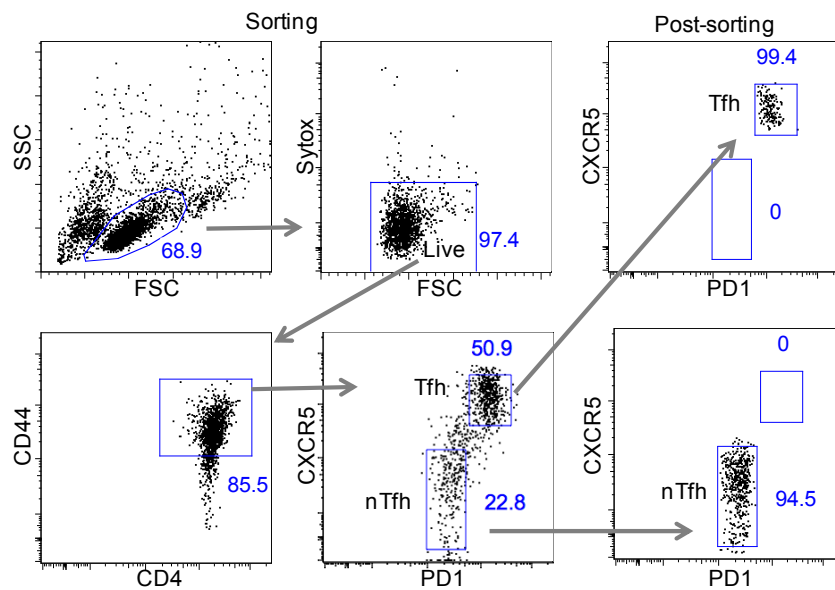 Sorting
Post-sorting
SSC
68.9
FSC
Sytox
Live
97.4
FSC
99.4
Tfh
CXCR5
0
PD1
CD44
85.5
CD4
50.9
Tfh
CXCR5
nTfh
22.8
PD1
0
CXCR5
nTfh
94.5
PD1